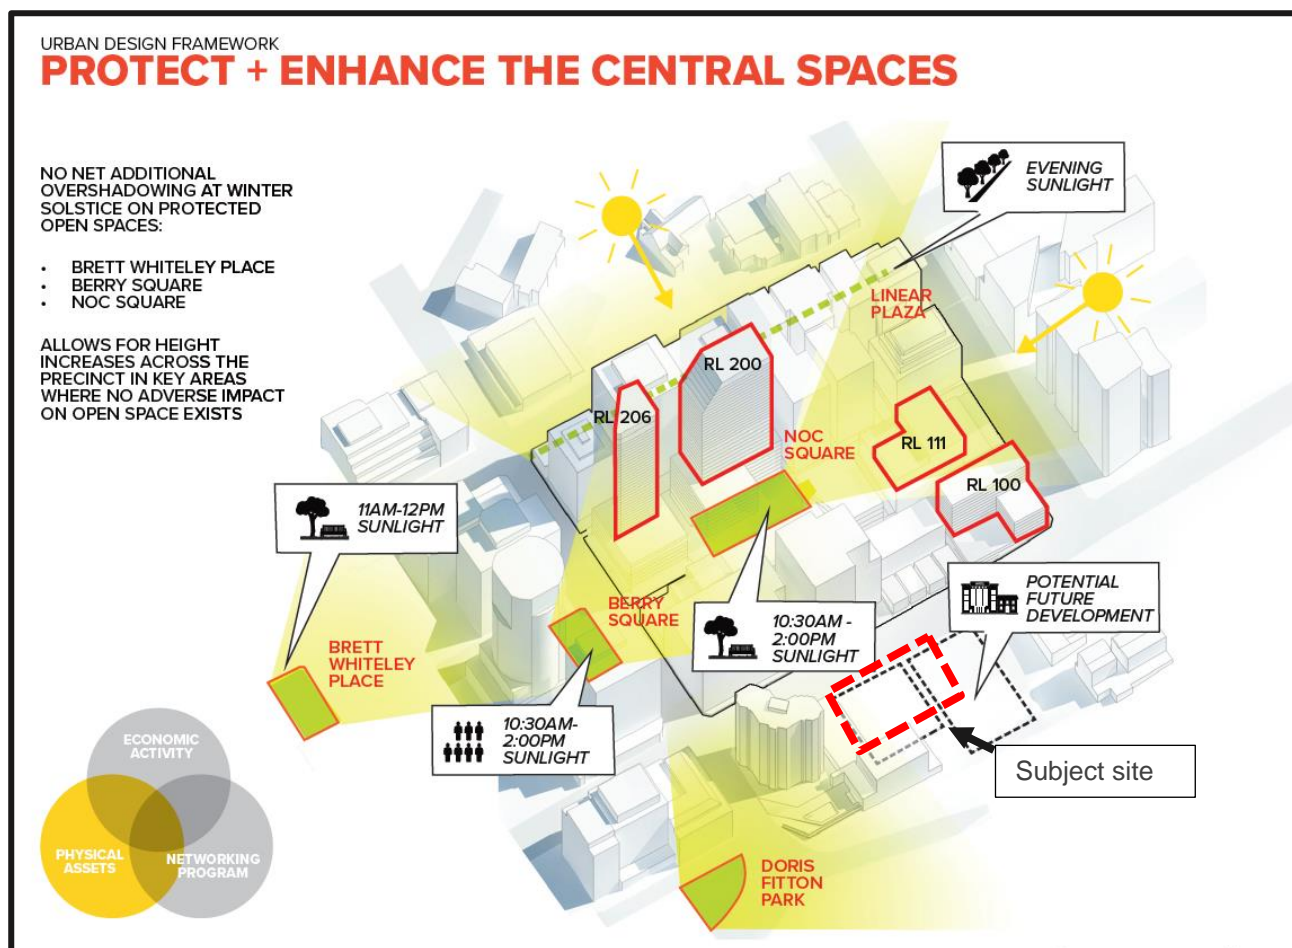 URBAN DESIGN FRAMEWORK
PROTECT + ENHANCE THE CENTRAL SPACES
NO NET ADDITIONAL
OVERSHADOWING AT WINTER
SOLSTICE ON PROTECTED
OPEN SPACES:
• BRETT WHITELEY PLACE
• BERRY SQUARE
• NOC SQUARE
ALLOWS FOR HEIGHT
INCREASES ACROSS THE
PRECINCT IN KEY AREAS
WHERE NO ADVERSE IMPACT
ON OPEN SPACE EXISTS
EVENING
SUNLIGHT
LINEAR
PLAZA
RL 200
RL 206
NOC
SQUARE
RL 111
RL 100
11AM-12PM
SUNLIGHT
POTENTIAL
FUTURE
DEVELOPMENT
BERRY
SQUARE
10:30AM -
2:00PM
SUNLIGHT
BRETT
WHITELEY
PLACE
10:30AM-
2:00PM
SUNLIGHT
Subject site
ECONOMIC
ACTIVITY
PHYSICAL
ASSETS
NETWORKING
PROGRAM
DORIS
FITTON
PARK